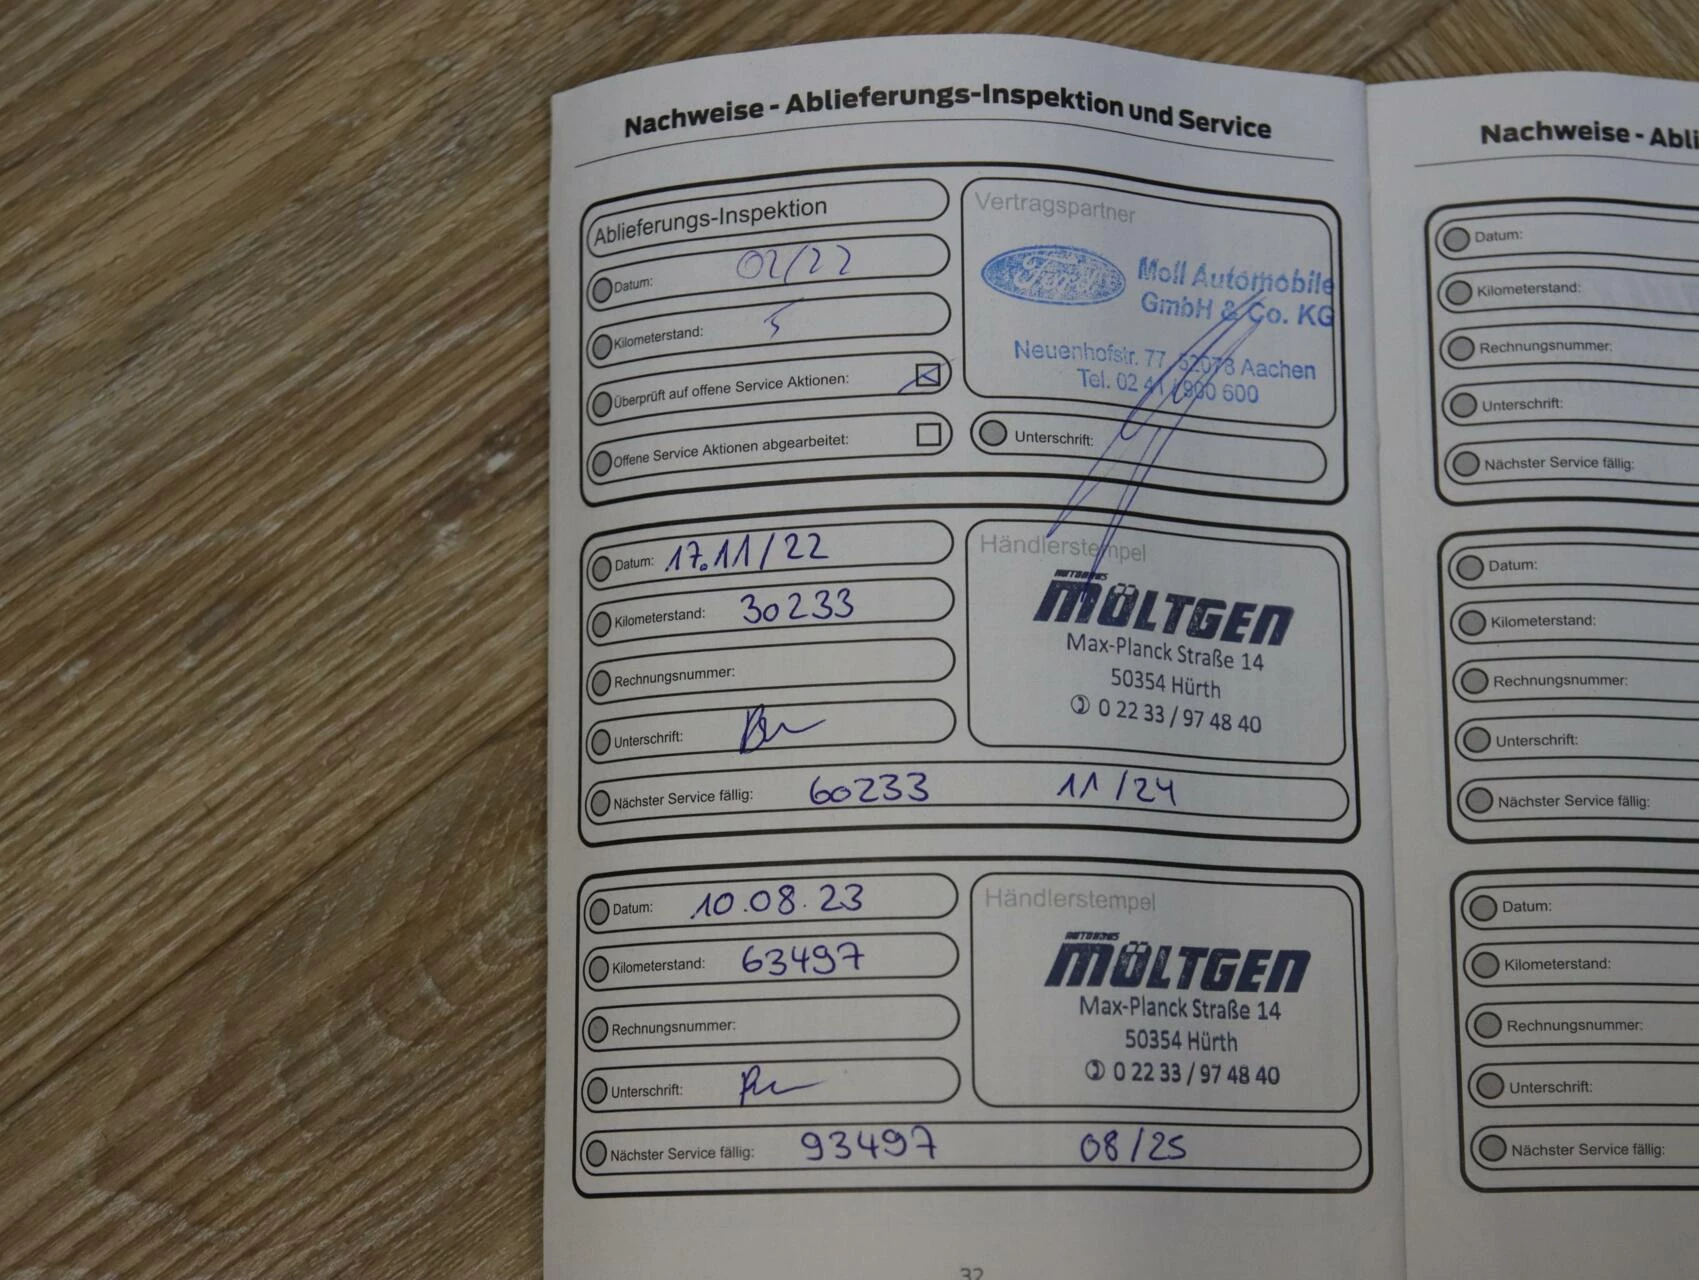 Nachweise - Ablieferungs-Inspektion und Service
Ablieferungs-Inspektion
Datum: 02/22
Kilometerstand: 5
Überprüft auf offene Service Aktionen:
Offene Service Aktionen abgearbeitet:
Vertragspartner
Ford
Moll Automobile
GmbH & Co. KG
Neuenhofstr. 77, 52078 Aachen
Tel. 02 41 / 900 600
Unterschrift:
Datum: 17.11/22
Kilometerstand: 30233
Rechnungsnummer:
Unterschrift:
Händlerstempel
AUTOHAUS
MÖLTGEN
Max-Planck Straße 14
50354 Hürth
0 22 33 / 97 48 40
Nächster Service fällig: 60233 11/24
Datum: 10.08.23
Kilometerstand: 63497
Rechnungsnummer:
Unterschrift:
Händlerstempel
AUTOHAUS
MÖLTGEN
Max-Planck Straße 14
50354 Hürth
0 22 33 / 97 48 40
Nächster Service fällig: 93497 08/25
32
Nachweise - Abli
Datum:
Kilometerstand:
Rechnungsnummer:
Unterschrift:
Nächster Service fällig:
Datum:
Kilometerstand:
Rechnungsnummer:
Unterschrift:
Nächster Service fällig:
Datum:
Kilometerstand:
Rechnungsnummer:
Unterschrift:
Nächster Service fällig: